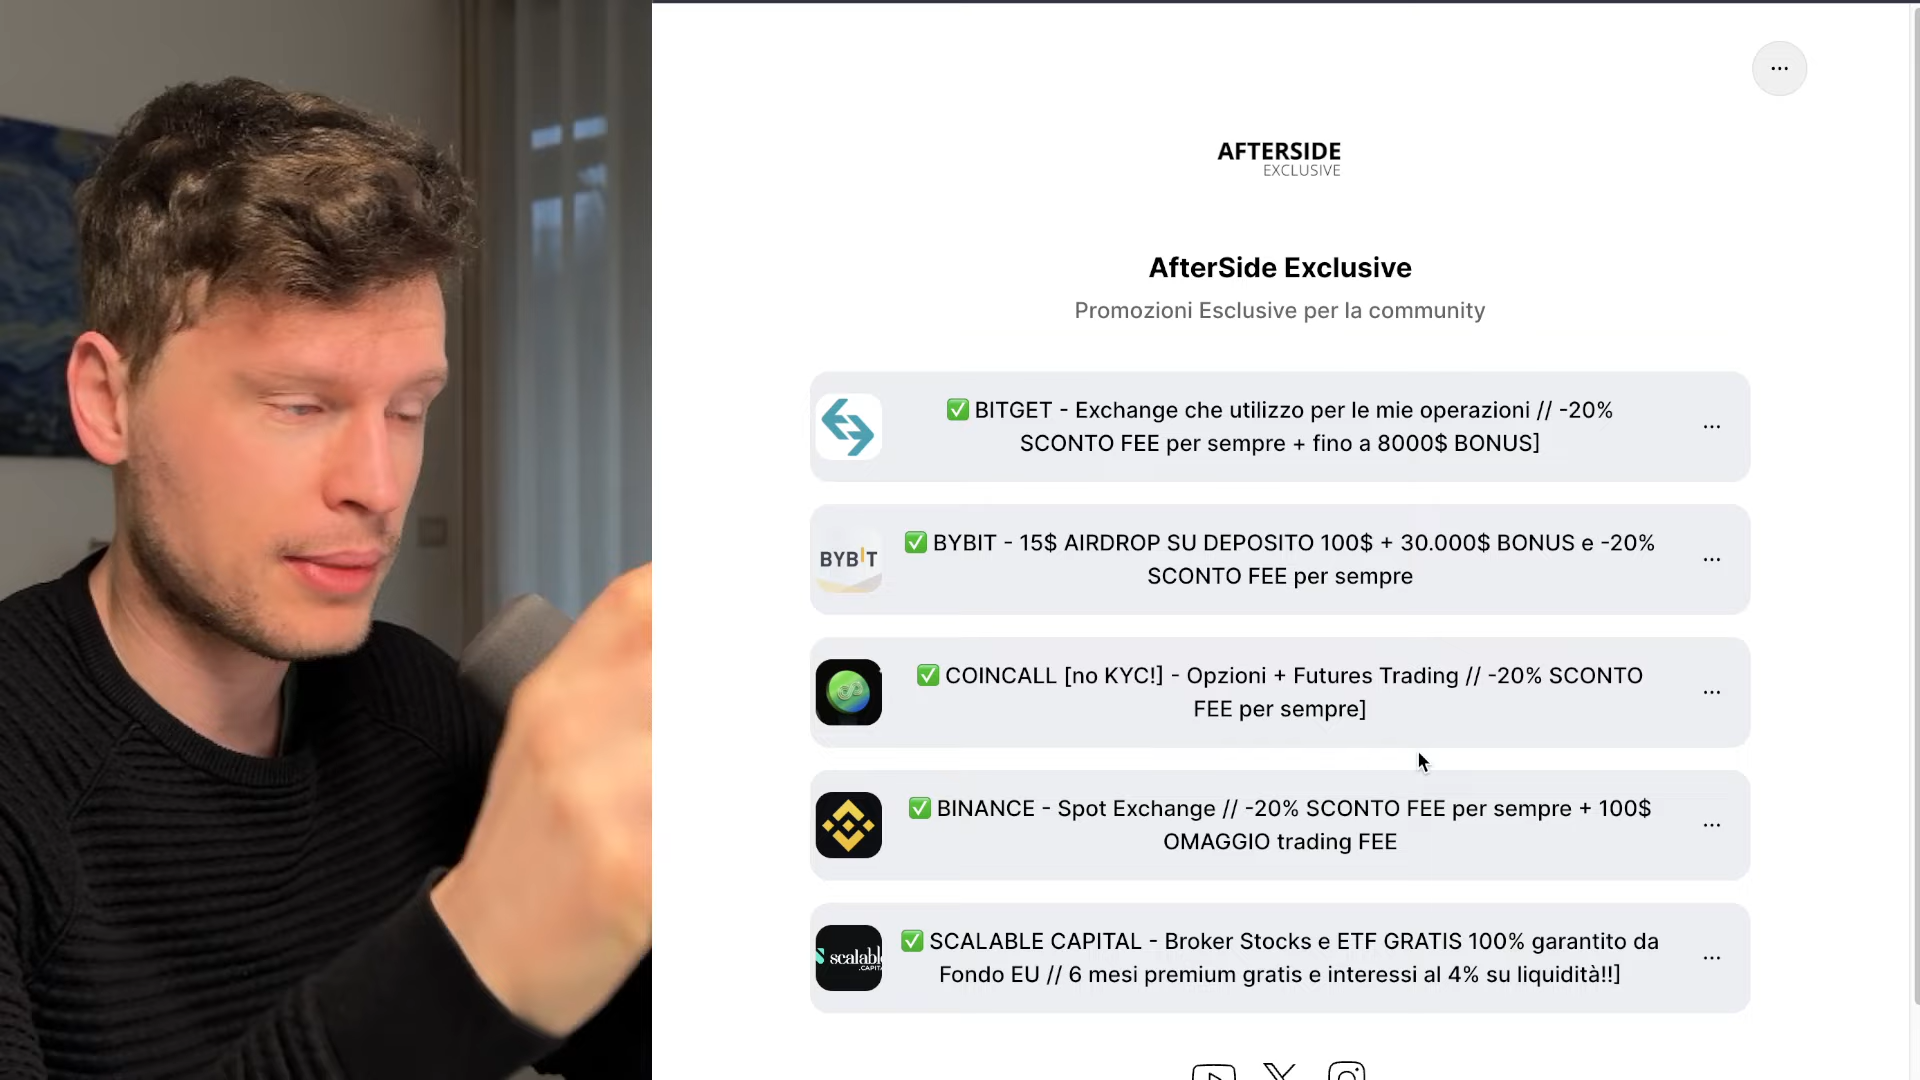 AFTERSIDE
EXCLUSIVE
AfterSide Exclusive
Promozioni Esclusive per la community
✅ BITGET - Exchange che utilizzo per le mie operazioni // -20%
SCONTO FEE per sempre + fino a 8000$ BONUS]
BYBIT
✅ BYBIT - 15$ AIRDROP SU DEPOSITO 100$ + 30.000$ BONUS e -20%
SCONTO FEE per sempre
✅ COINCALL [no KYC!] - Opzioni + Futures Trading // -20% SCONTO
FEE per sempre]
✅ BINANCE - Spot Exchange // -20% SCONTO FEE per sempre + 100$
OMAGGIO trading FEE
scalabl
.CAPITA
✅ SCALABLE CAPITAL - Broker Stocks e ETF GRATIS 100% garantito da
Fondo EU // 6 mesi premium gratis e interessi al 4% su liquidità!!]